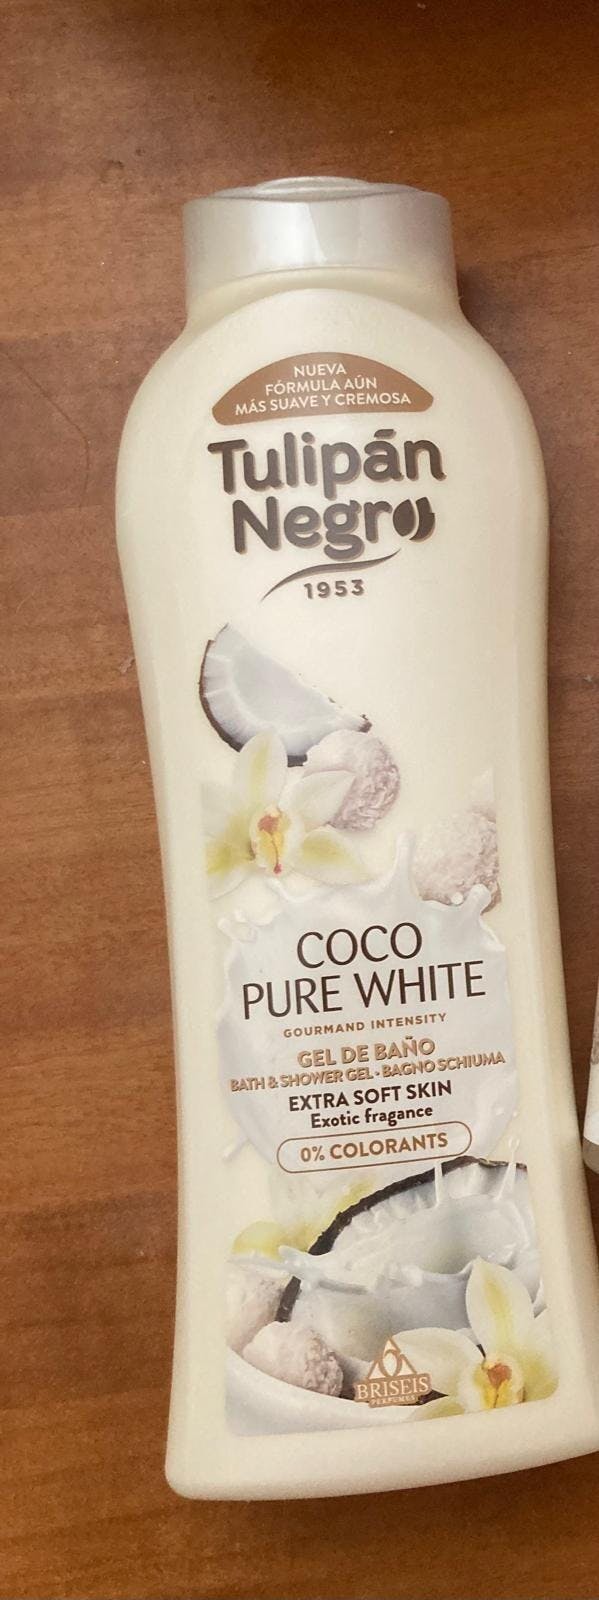 NUEVA
FÓRMULA AÚN
MÁS SUAVE Y CREMOSA
Tulipán
Negro
1953
COCO
PURE WHITE
GOURMAND INTENSITY
GEL DE BAÑO
BATH & SHOWER GEL • BAGNO SCHIUMA
EXTRA SOFT SKIN
Exotic fragance
0% COLORANTS
BRISEIS
PERFUMES